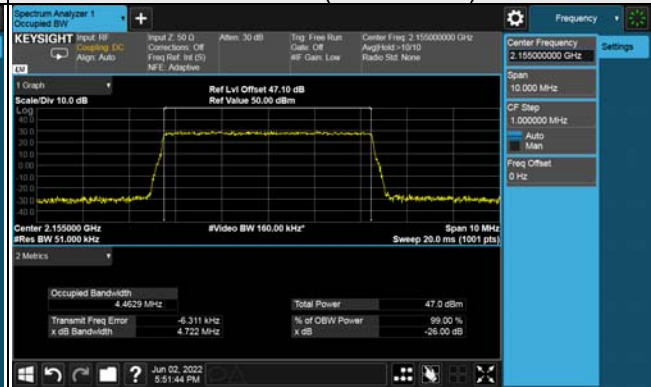 Spectrum Analyzer 1
Occupied BW
Frequency
KEYSIGHT
Input: RF
Coupling: DC
Align: Auto
Input Z: 50 Ω
Corrections: Off
Freq Ref: Int (S)
NFE: Adaptive
Atten: 30 dB
Trig: Free Run
Gate: Off
#IF Gain: Low
Center Freq: 2.155000000 GHz
Avg|Hold:>10/10
Radio Std: None
Center Frequency
2.155000000 GHz
Settings
Span
10.000 MHz
CF Step
1.000000 MHz
Auto
Man
Freq Offset
0 Hz
LXI
1 Graph
Scale/Div 10.0 dB
Ref Lvl Offset 47.10 dB
Ref Value 50.00 dBm
Log
40.0
30.0
20.0
10.0
0.00
-10.0
-20.0
-30.0
-40.0
Center 2.155000 GHz
#Res BW 51.000 kHz
#Video BW 160.00 kHz*
Span 10 MHz
Sweep 20.0 ms (1001 pts)
2 Metrics
Occupied Bandwidth
4.4629 MHz
Total Power 47.0 dBm
Transmit Freq Error -6.311 kHz
% of OBW Power 99.00 %
x dB Bandwidth 4.722 MHz
x dB -26.00 dB
Jun 02, 2022
5:51:44 PM